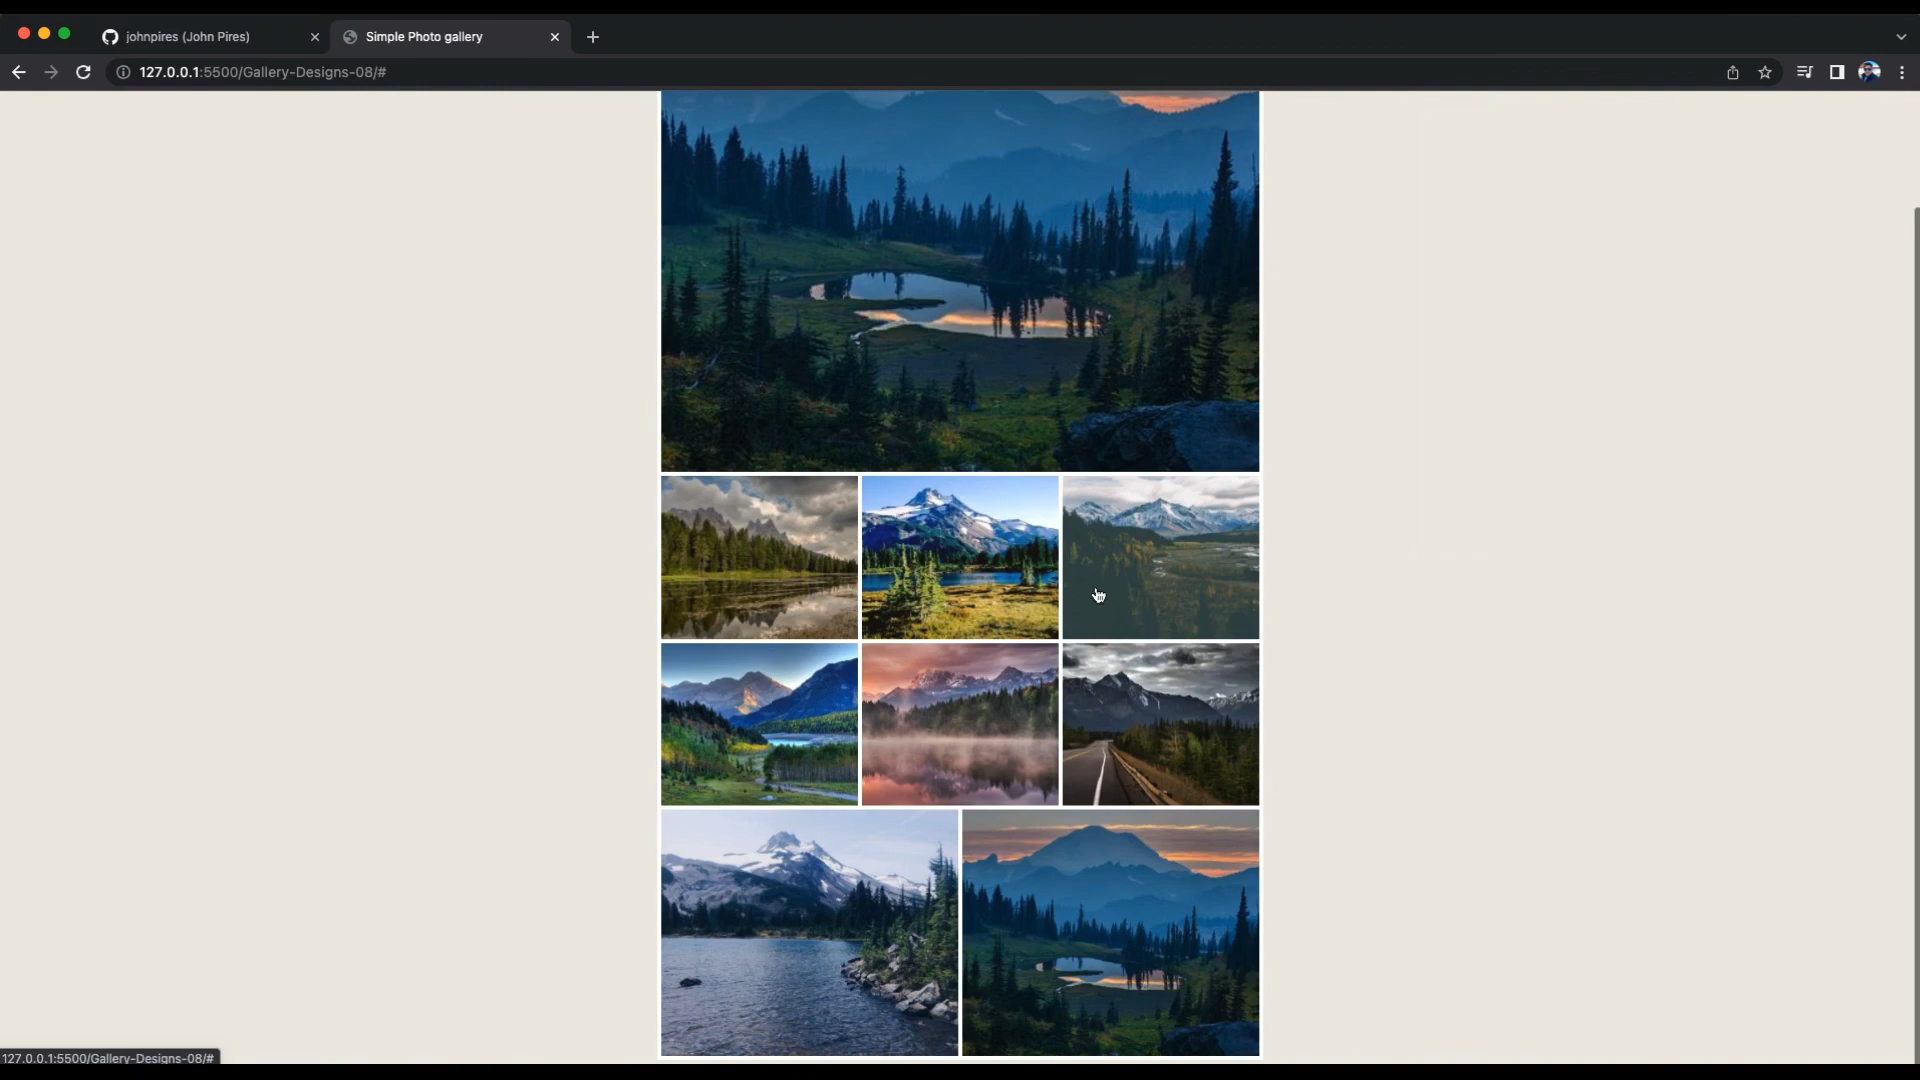 johnpires (John Pires)
Simple Photo gallery
127.0.0.1:5500/Gallery-Designs-08/#
127.0.0.1:5500/Gallery-Designs-08/#